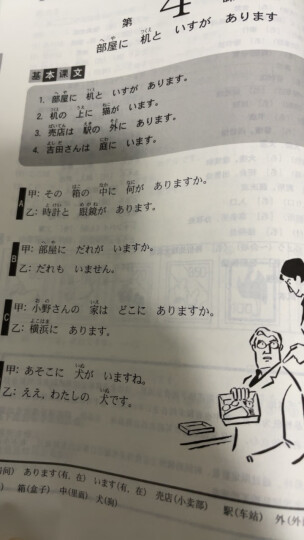 第 4
部屋に 机と いすが あります
基本课文
1. 部屋に 机と いすが あります。
2. 机の 上に 猫が います。
3. 売店は 駅の 外に あります。
4. 吉田さんは 庭に います。
A
甲: その 箱の 中に 何が ありますか。
乙: 時計と 眼鏡が あります。
B
甲: 部屋に だれが いますか。
乙: だれも いません。
C
甲: 小野さんの 家は どこに ありますか。
乙: 横浜に あります。
甲: あそこに 犬が いますね。
乙: ええ。わたしの 犬です。
あります(有,在) います(有,在) 売店(小卖部) 駅(车站) 外
箱(盒子) 中(里面) 犬(狗)